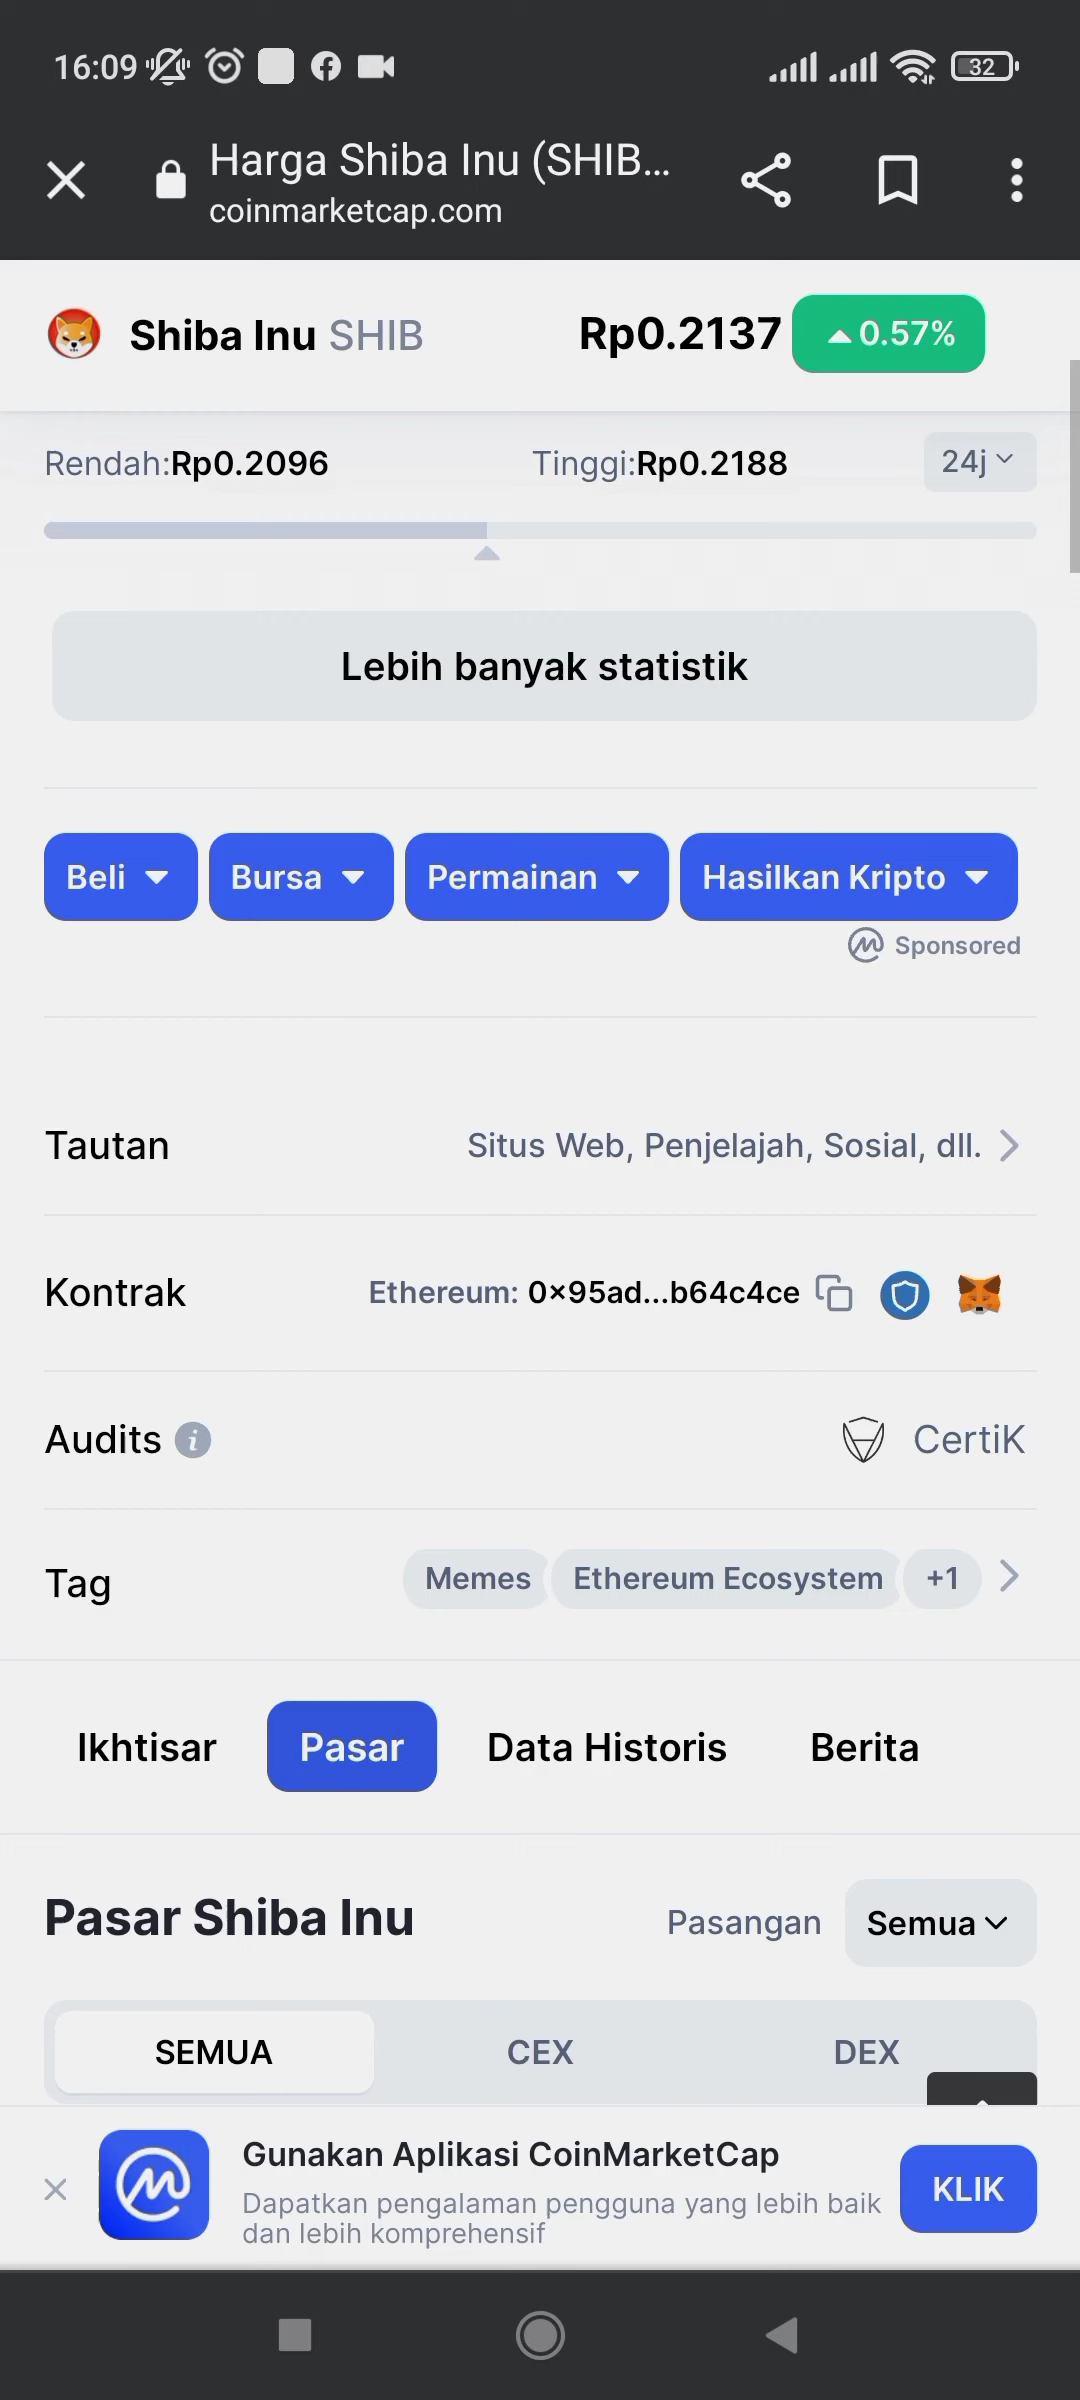 16:09
32
Harga Shiba Inu (SHIB...
coinmarketcap.com
Shiba Inu SHIB
Rp0.2137
0.57%
Rendah:Rp0.2096
Tinggi:Rp0.2188
24j
Lebih banyak statistik
Beli
Bursa
Permainan
Hasilkan Kripto
Sponsored
Tautan
Situs Web, Penjelajah, Sosial, dll.
Kontrak
Ethereum: 0×95ad...b64c4ce
Audits
CertiK
Tag
Memes
Ethereum Ecosystem
+1
Ikhtisar
Pasar
Data Historis
Berita
Pasar Shiba Inu
Pasangan
Semua
SEMUA
CEX
DEX
Gunakan Aplikasi CoinMarketCap
Dapatkan pengalaman pengguna yang lebih baik
dan lebih komprehensif
KLIK